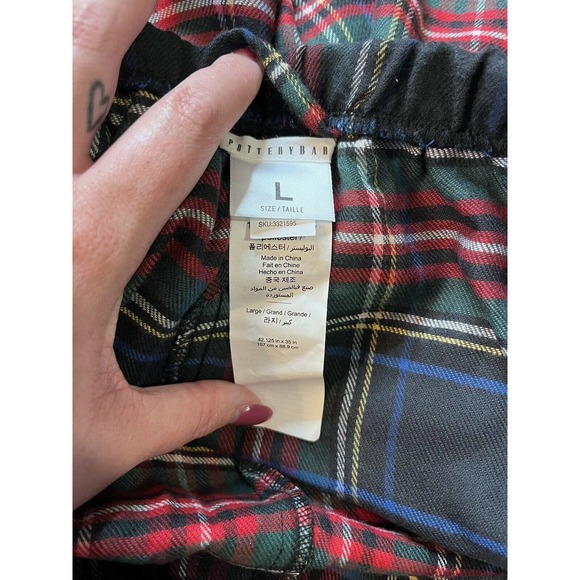 POTTERYBAR
L
SIZE / TAILLE
SKU:3321595
polyester /
폴리에스터 / البوليستر
Made in China
Fait en Chine
Hecho en China
중국 제조
صنع في الصين من المواد
المستوردة
Large / Grand / Grande /
라지 / كبير
42.125 in x 35 in
107 cm x 88.9 cm